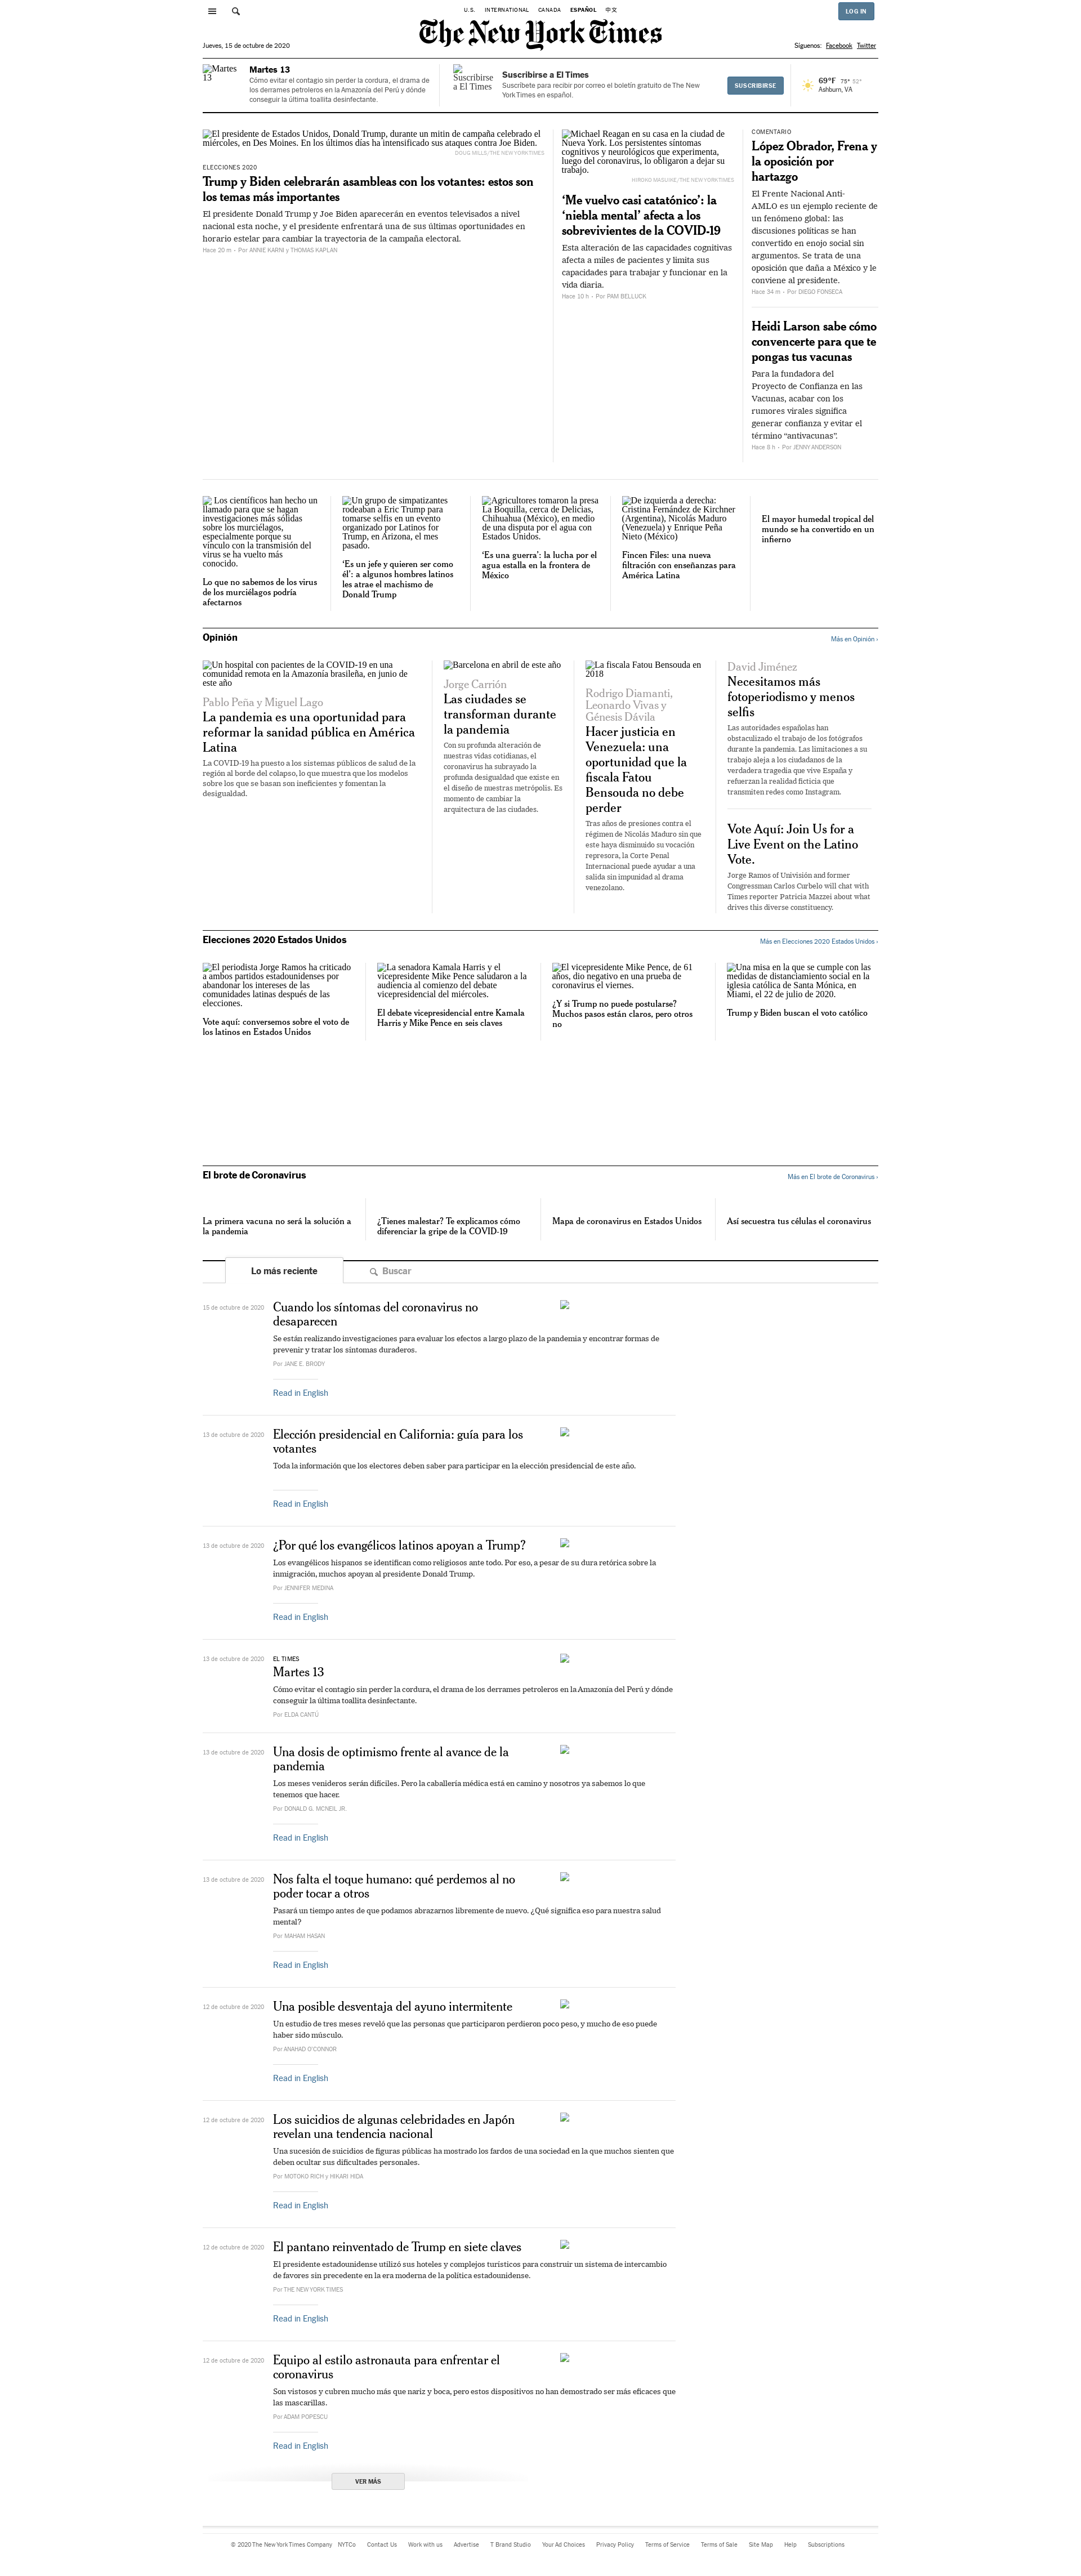 U.S. INTERNATIONAL CANADA ESPAÑOL 中文
LOG IN
The New York Times
Jueves, 15 de octubre de 2020
Síguenos: Facebook Twitter
Martes 13
Martes 13
Cómo evitar el contagio sin perder la cordura, el drama de
los derrames petroleros en la Amazonía del Perú y dónde
conseguir la última toallita desinfectante.
Suscribirse a El Times
Suscribirse a El Times
Suscríbete para recibir por correo el boletín gratuito de The New
York Times en español.
SUSCRIBIRSE
69°F 75° 52°
Ashburn, VA
El presidente de Estados Unidos, Donald Trump, durante un mitin de campaña celebrado el
miércoles, en Des Moines. En los últimos días ha intensificado sus ataques contra Joe Biden.
DOUG MILLS/THE NEW YORK TIMES
ELECCIONES 2020
Trump y Biden celebrarán asambleas con los votantes: estos son
los temas más importantes
El presidente Donald Trump y Joe Biden aparecerán en eventos televisados a nivel
nacional esta noche, y el presidente enfrentará una de sus últimas oportunidades en
horario estelar para cambiar la trayectoria de la campaña electoral.
Hace 20 m - Por ANNIE KARNI y THOMAS KAPLAN
Michael Reagan en su casa en la ciudad de
Nueva York. Los persistentes síntomas
cognitivos y neurológicos que experimenta,
luego del coronavirus, lo obligaron a dejar su
trabajo.
HIROKO MASUIKE/THE NEW YORK TIMES
‘Me vuelvo casi catatónico’: la
‘niebla mental’ afecta a los
sobrevivientes de la COVID-19
Esta alteración de las capacidades cognitivas
afecta a miles de pacientes y limita sus
capacidades para trabajar y funcionar en la
vida diaria.
Hace 10 h - Por PAM BELLUCK
COMENTARIO
López Obrador, Frena y
la oposición por
hartazgo
El Frente Nacional Anti-
AMLO es un ejemplo reciente de
un fenómeno global: las
discusiones políticas se han
convertido en enojo social sin
argumentos. Se trata de una
oposición que daña a México y le
conviene al presidente.
Hace 34 m - Por DIEGO FONSECA
Heidi Larson sabe cómo
convencerte para que te
pongas tus vacunas
Para la fundadora del
Proyecto de Confianza en las
Vacunas, acabar con los
rumores virales significa
generar confianza y evitar el
término “antivacunas”.
Hace 8 h - Por JENNY ANDERSON
Los científicos han hecho un
llamado para que se hagan
investigaciones más sólidas
sobre los murciélagos,
especialmente porque su
vínculo con la transmisión del
virus se ha vuelto más
conocido.
Lo que no sabemos de los virus
de los murciélagos podría
afectarnos
Un grupo de simpatizantes
rodeaban a Eric Trump para
tomarse selfis en un evento
organizado por Latinos for
Trump, en Arizona, el mes
pasado.
‘Es un jefe y quieren ser como
él’: a algunos hombres latinos
les atrae el machismo de
Donald Trump
Agricultores tomaron la presa
La Boquilla, cerca de Delicias,
Chihuahua (México), en medio
de una disputa por el agua con
Estados Unidos.
‘Es una guerra’: la lucha por el
agua estalla en la frontera de
México
De izquierda a derecha:
Cristina Fernández de Kirchner
(Argentina), Nicolás Maduro
(Venezuela) y Enrique Peña
Nieto (México)
Fincen Files: una nueva
filtración con enseñanzas para
América Latina
El mayor humedal tropical del
mundo se ha convertido en un
infierno
Opinión
Más en Opinión ›
Un hospital con pacientes de la COVID-19 en una
comunidad remota en la Amazonía brasileña, en junio de
este año
Pablo Peña y Miguel Lago
La pandemia es una oportunidad para
reformar la sanidad pública en América
Latina
La COVID-19 ha puesto a los sistemas públicos de salud de la
región al borde del colapso, lo que muestra que los modelos
sobre los que se basan son ineficientes y fomentan la
desigualdad.
Barcelona en abril de este año
Jorge Carrión
Las ciudades se
transforman durante
la pandemia
Con su profunda alteración de
nuestras vidas cotidianas, el
coronavirus ha subrayado la
profunda desigualdad que existe en
el diseño de nuestras metrópolis. Es
momento de cambiar la
arquitectura de las ciudades.
La fiscala Fatou Bensouda en
2018
Rodrigo Diamanti,
Leonardo Vivas y
Génesis Dávila
Hacer justicia en
Venezuela: una
oportunidad que la
fiscala Fatou
Bensouda no debe
perder
Tras años de presiones contra el
régimen de Nicolás Maduro sin que
este haya disminuido su vocación
represora, la Corte Penal
Internacional puede ayudar a una
salida sin impunidad al drama
venezolano.
David Jiménez
Necesitamos más
fotoperiodismo y menos
selfis
Las autoridades españolas han
obstaculizado el trabajo de los fotógrafos
durante la pandemia. Las limitaciones a su
trabajo aleja a los ciudadanos de la
verdadera tragedia que vive España y
refuerzan la realidad ficticia que
transmiten redes como Instagram.
Vote Aquí: Join Us for a
Live Event on the Latino
Vote.
Jorge Ramos of Univisión and former
Congressman Carlos Curbelo will chat with
Times reporter Patricia Mazzei about what
drives this diverse constituency.
Elecciones 2020 Estados Unidos
Más en Elecciones 2020 Estados Unidos ›
El periodista Jorge Ramos ha criticado
a ambos partidos estadounidenses por
abandonar los intereses de las
comunidades latinas después de las
elecciones.
Vote aquí: conversemos sobre el voto de
los latinos en Estados Unidos
La senadora Kamala Harris y el
vicepresidente Mike Pence saludaron a la
audiencia al comienzo del debate
vicepresidencial del miércoles.
El debate vicepresidencial entre Kamala
Harris y Mike Pence en seis claves
El vicepresidente Mike Pence, de 61
años, dio negativo en una prueba de
coronavirus el viernes.
¿Y si Trump no puede postularse?
Muchos pasos están claros, pero otros
no
Una misa en la que se cumple con las
medidas de distanciamiento social en la
iglesia católica de Santa Mónica, en
Miami, el 22 de julio de 2020.
Trump y Biden buscan el voto católico
El brote de Coronavirus
Más en El brote de Coronavirus ›
La primera vacuna no será la solución a
la pandemia
¿Tienes malestar? Te explicamos cómo
diferenciar la gripe de la COVID-19
Mapa de coronavirus en Estados Unidos
Así secuestra tus células el coronavirus
Lo más reciente
Buscar
15 de octubre de 2020
Cuando los síntomas del coronavirus no
desaparecen
Se están realizando investigaciones para evaluar los efectos a largo plazo de la pandemia y encontrar formas de
prevenir y tratar los síntomas duraderos.
Por JANE E. BRODY
Read in English
13 de octubre de 2020
Elección presidencial en California: guía para los
votantes
Toda la información que los electores deben saber para participar en la elección presidencial de este año.
Read in English
13 de octubre de 2020
¿Por qué los evangélicos latinos apoyan a Trump?
Los evangélicos hispanos se identifican como religiosos ante todo. Por eso, a pesar de su dura retórica sobre la
inmigración, muchos apoyan al presidente Donald Trump.
Por JENNIFER MEDINA
Read in English
13 de octubre de 2020
EL TIMES
Martes 13
Cómo evitar el contagio sin perder la cordura, el drama de los derrames petroleros en la Amazonía del Perú y dónde
conseguir la última toallita desinfectante.
Por ELDA CANTÚ
13 de octubre de 2020
Una dosis de optimismo frente al avance de la
pandemia
Los meses venideros serán difíciles. Pero la caballería médica está en camino y nosotros ya sabemos lo que
tenemos que hacer.
Por DONALD G. MCNEIL JR.
Read in English
13 de octubre de 2020
Nos falta el toque humano: qué perdemos al no
poder tocar a otros
Pasará un tiempo antes de que podamos abrazarnos libremente de nuevo. ¿Qué significa eso para nuestra salud
mental?
Por MAHAM HASAN
Read in English
12 de octubre de 2020
Una posible desventaja del ayuno intermitente
Un estudio de tres meses reveló que las personas que participaron perdieron poco peso, y mucho de eso puede
haber sido músculo.
Por ANAHAD O'CONNOR
Read in English
12 de octubre de 2020
Los suicidios de algunas celebridades en Japón
revelan una tendencia nacional
Una sucesión de suicidios de figuras públicas ha mostrado los fardos de una sociedad en la que muchos sienten que
deben ocultar sus dificultades personales.
Por MOTOKO RICH y HIKARI HIDA
Read in English
12 de octubre de 2020
El pantano reinventado de Trump en siete claves
El presidente estadounidense utilizó sus hoteles y complejos turísticos para construir un sistema de intercambio
de favores sin precedente en la era moderna de la política estadounidense.
Por THE NEW YORK TIMES
Read in English
12 de octubre de 2020
Equipo al estilo astronauta para enfrentar el
coronavirus
Son vistosos y cubren mucho más que nariz y boca, pero estos dispositivos no han demostrado ser más eficaces que
las mascarillas.
Por ADAM POPESCU
Read in English
VER MÁS
© 2020 The New York Times Company NYTCo Contact Us Work with us Advertise T Brand Studio Your Ad Choices Privacy Policy Terms of Service Terms of Sale Site Map Help Subscriptions